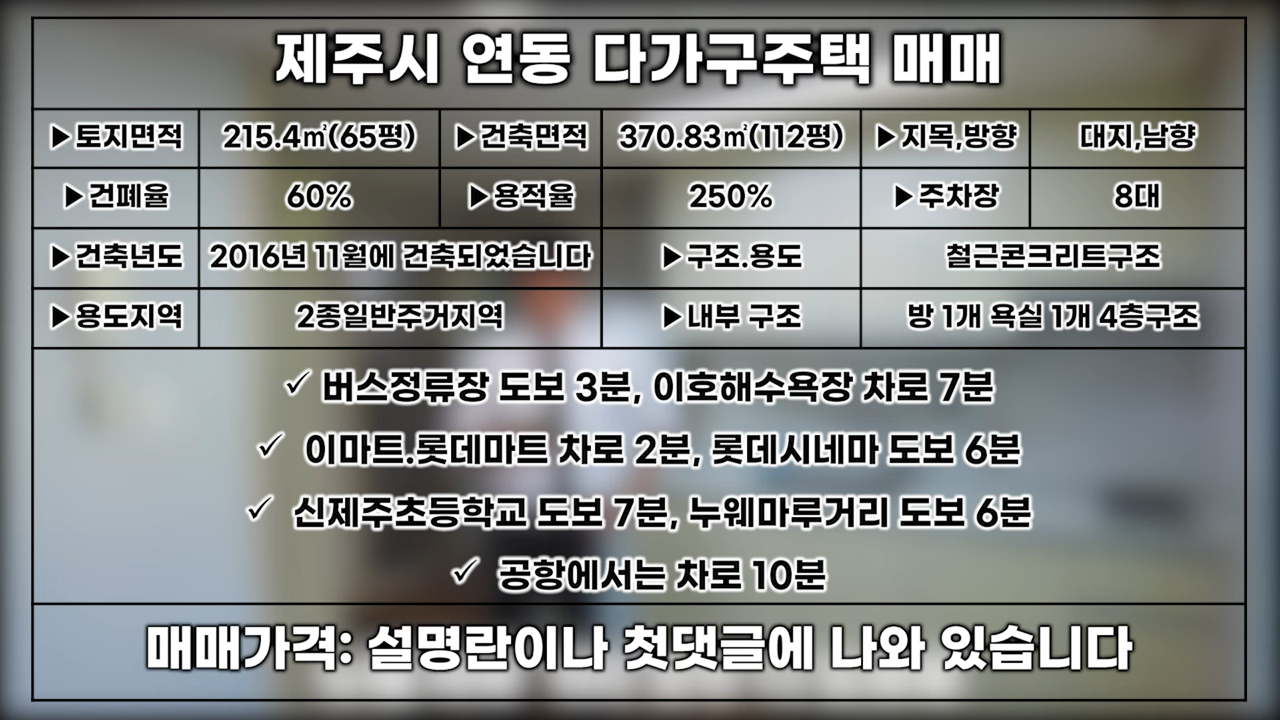 제주시 연동 다가구주택 매매
▶토지면적 215.4㎡(65평) ▶건축면적 370.83㎡(112평) ▶지목,방향 대지,남향
▶건폐율 60% ▶용적율 250% ▶주차장 8대
▶건축년도 2016년 11월에 건축되었습니다 ▶구조.용도 철근콘크리트구조
▶용도지역 2종일반주거지역 ▶내부 구조 방 1개 욕실 1개 4층구조
✓ 버스정류장 도보 3분, 이호해수욕장 차로 7분
✓ 이마트.롯데마트 차로 2분, 롯데시네마 도보 6분
✓ 신제주초등학교 도보 7분, 누웨마루거리 도보 6분
✓ 공항에서는 차로 10분
매매가격: 설명란이나 첫댓글에 나와 있습니다